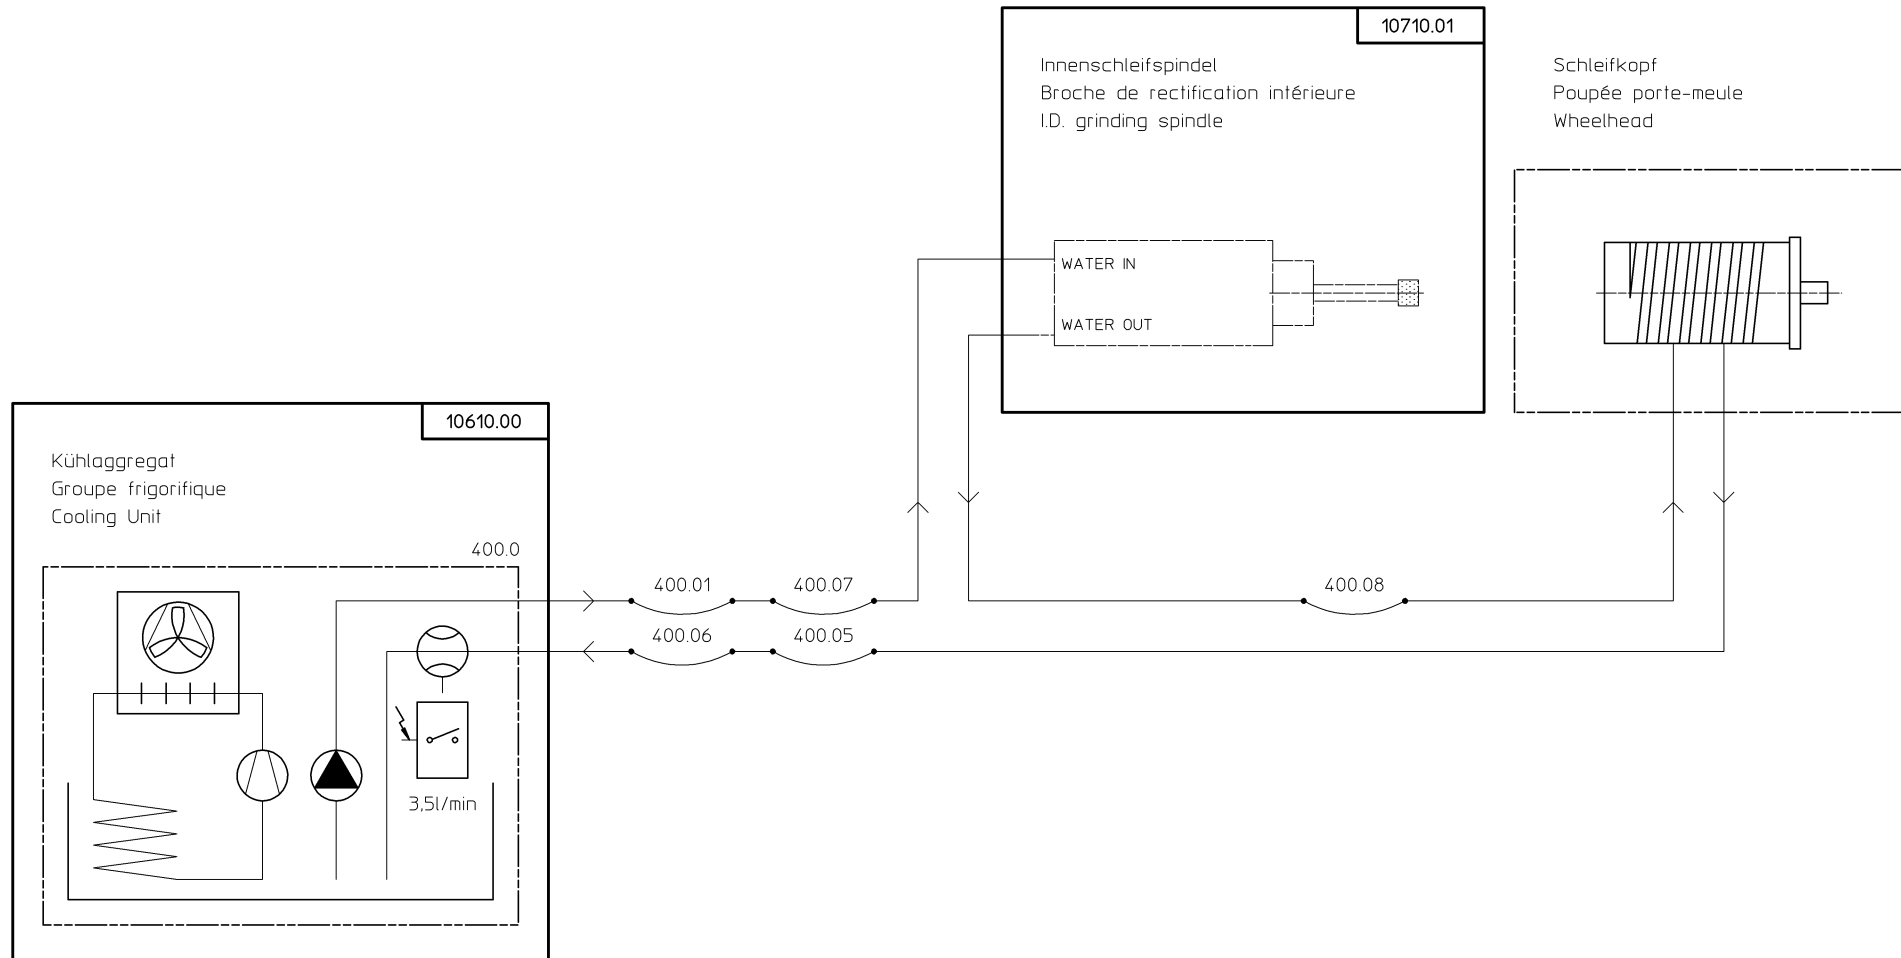 10710.01
Innenschleifspindel
Broche de rectification intérieure
I.D. grinding spindle
WATER IN
WATER OUT
Schleifkopf
Poupée porte-meule
Wheelhead
10610.00
Kühlaggregat
Groupe frigorifique
Cooling Unit
400.0
3,5l/min
400.01
400.07
400.06
400.05
400.08